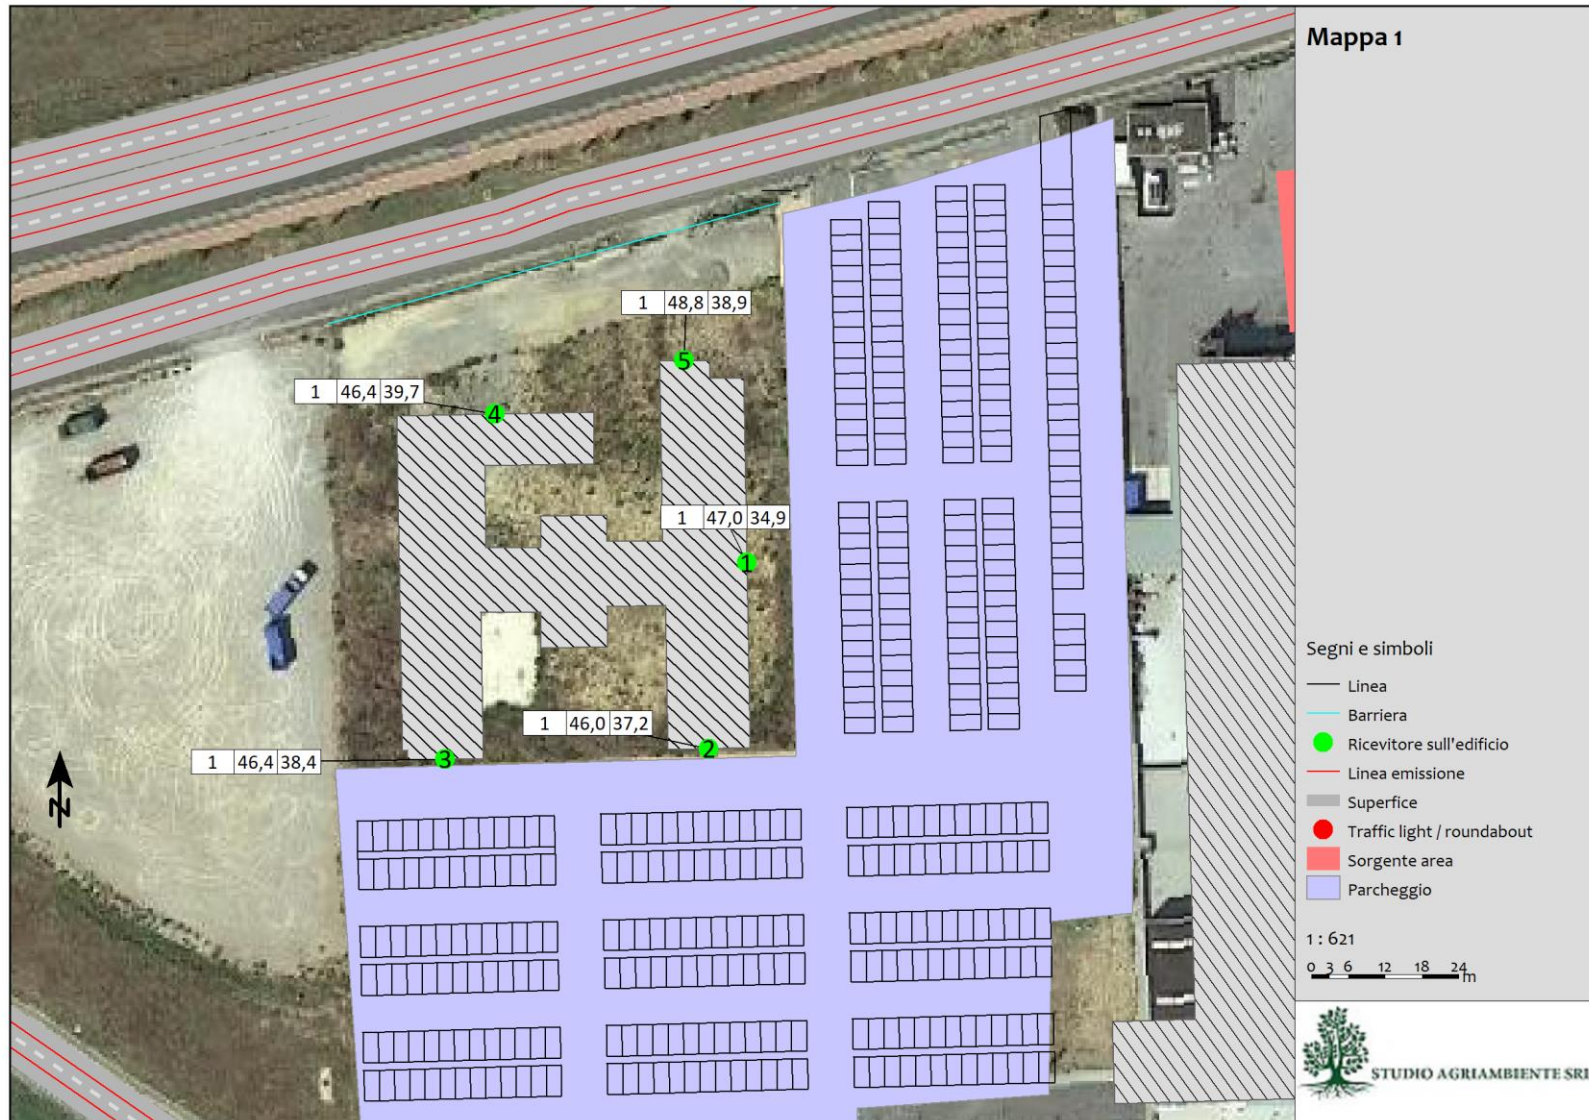 Mappa 1
1 48,8 38,9
5
1 46,4 39,7
4
1 47,0 34,9
1
1 46,0 37,2
2
1 46,4 38,4
3
N
Segni e simboli
Linea
Barriera
Ricevitore sull'edificio
Linea emissione
Superfice
Traffic light / roundabout
Sorgente area
Parcheggio
1 : 621
0 3 6 12 18 24 m
STUDIO AGRIAMBIENTE SRL